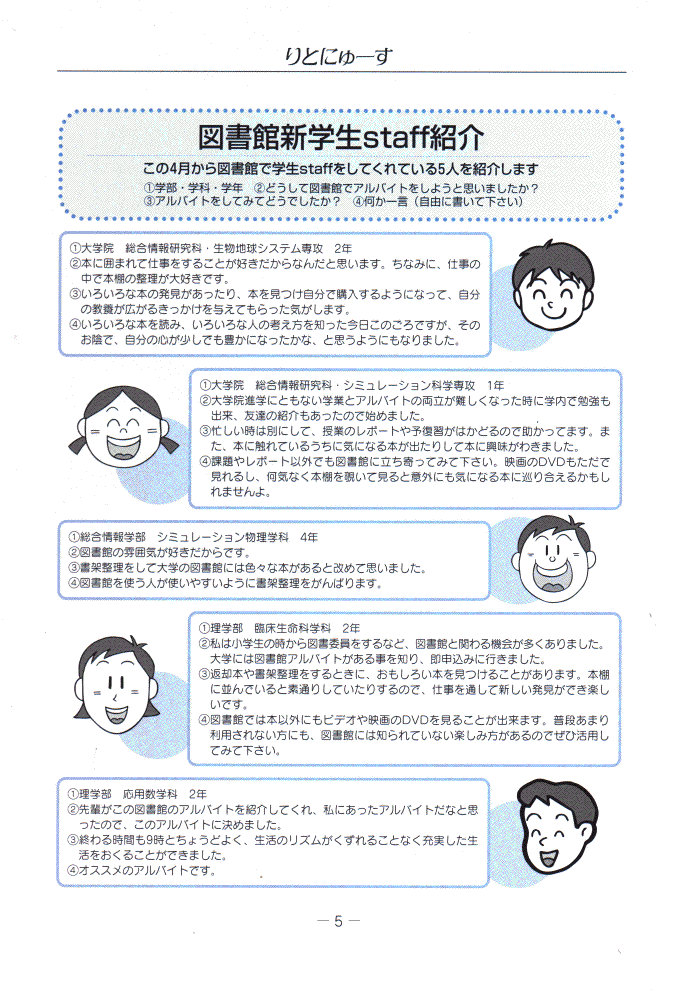 りとにゅーす
図書館新学生staff紹介
この4月から図書館で学生staffをしてくれている5人を紹介します
①学部・学科・学年　②どうして図書館でアルバイトをしようと思いましたか？
③アルバイトをしてみてどうでしたか？　④何か一言（自由に書いて下さい）
①大学院　総合情報研究科・生物地球システム専攻　2年
②本に囲まれて仕事をすることが好きだからなんだと思います。ちなみに、仕事の
中で本棚の整理が大好きです。
③いろいろな本の発見があったり、本を見つけ自分で購入するようになって、自分
の教養が広がるきっかけを与えてもらった気がします。
④いろいろな本を読み、いろいろな人の考え方を知った今日このごろですが、その
お陰で、自分の心が少しでも豊かになったかな、と思うようにもなりました。
①大学院　総合情報研究科・シミュレーション科学専攻　1年
②大学院進学にともない学業とアルバイトの両立が難しくなった時に学内で勉強も
出来、友達の紹介もあったので始めました。
③忙しい時は別にして、授業のレポートや予復習がはかどるので助かってます。ま
た、本に触れているうちに気になる本が出たりして本に興味がわきました。
④課題やレポート以外でも図書館に立ち寄ってみて下さい。映画のDVDもただで
見れるし、何気なく本棚を覗いて見ると意外にも気になる本に巡り合えるかもし
れませんよ。
①総合情報学部　シミュレーション物理学科　4年
②図書館の雰囲気が好きだからです。
③書架整理をして大学の図書館には色々な本があると改めて思いました。
④図書館を使う人が使いやすいように書架整理をがんばります。
①理学部　臨床生命科学科　2年
②私は小学生の時から図書委員をするなど、図書館と関わる機会が多くありました。
大学には図書館アルバイトがある事を知り、即申込みに行きました。
③返却本や書架整理をするときに、おもしろい本を見つけることがあります。本棚
に並んでいると素通りしていたりするので、仕事を通して新しい発見ができ楽し
いです。
④図書館では本以外にもビデオや映画のDVDを見ることが出来ます。普段あまり
利用されない方にも、図書館には知られていない楽しみ方があるのでぜひ活用し
てみて下さい。
①理学部　応用数学科　2年
②先輩がこの図書館のアルバイトを紹介してくれ、私にあったアルバイトだなと思
ったので、このアルバイトに決めました。
③終わる時間も9時とちょうどよく、生活のリズムがくずれることなく充実した生
活をおくることができました。
④オススメのアルバイトです。
― 5 ―